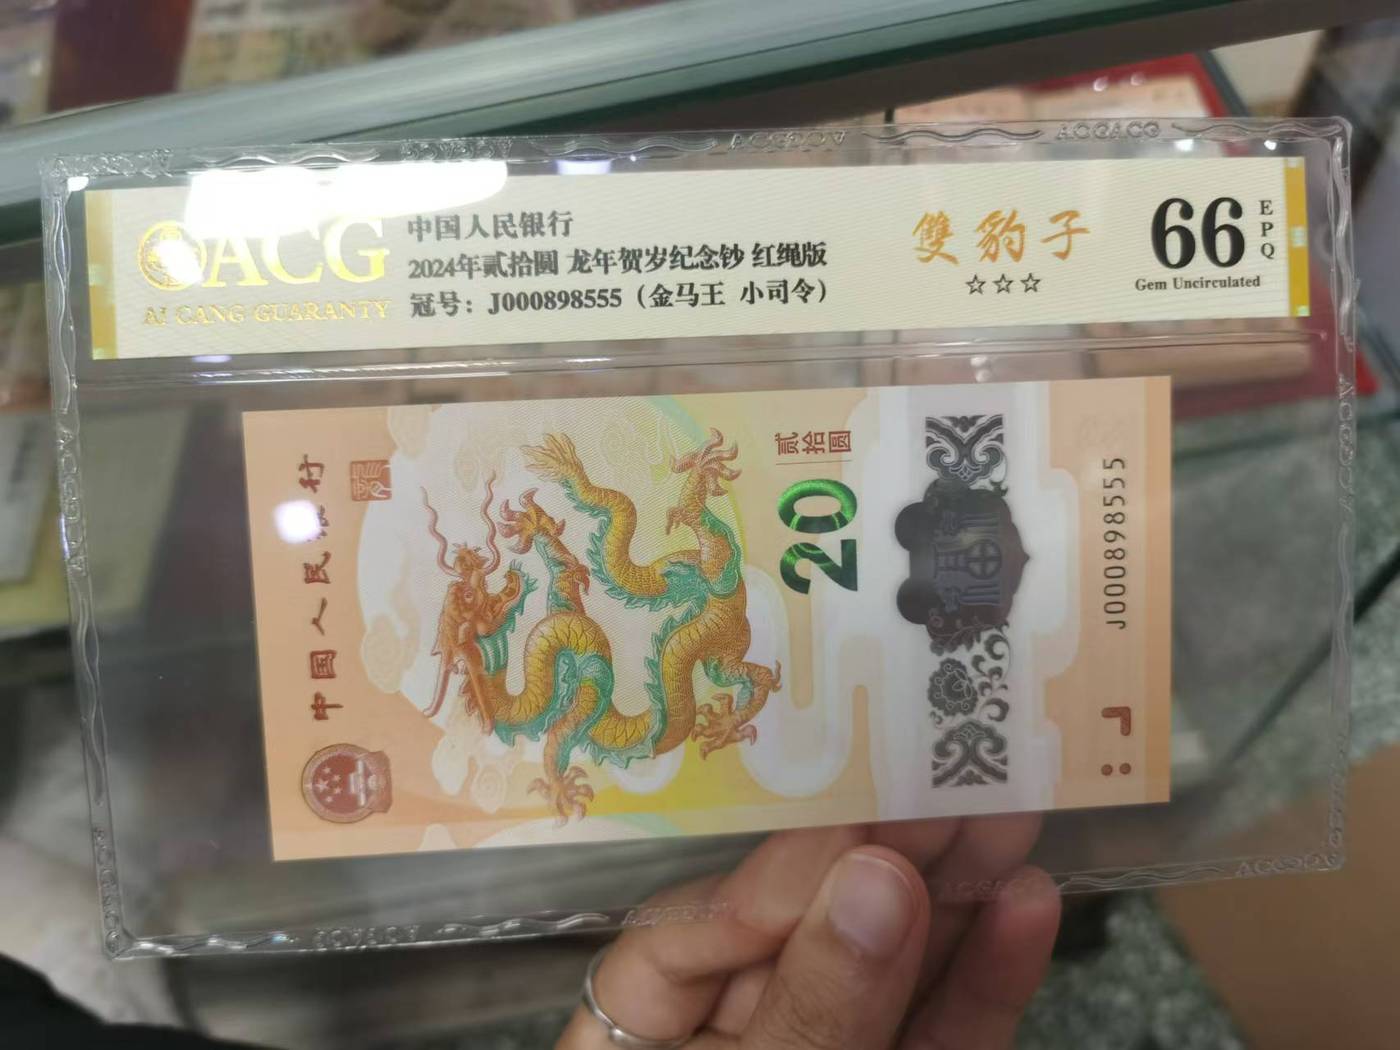 ACG
AI CANG GUARANTY
中国人民银行
2024年贰拾圆 龙年贺岁纪念钞 红绳版
冠号：J000898555（金马王 小司令）
雙豹子
☆☆☆
66
EPQ
Gem Uncirculated
中国人民银行
贰拾圆
20
J000898555